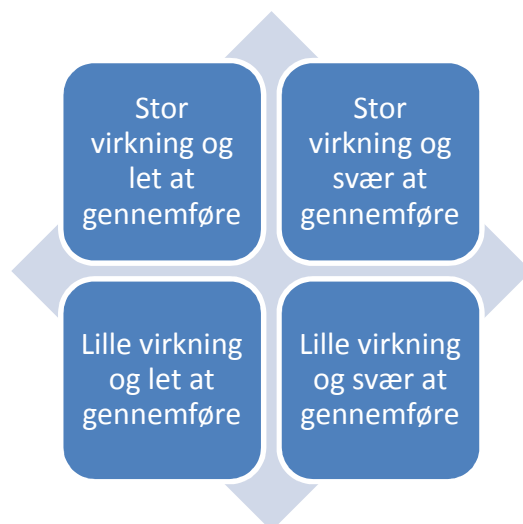 Stor
virkning og
let at
gennemføre
Stor
virkning og
svær at
gennemføre
Lille virkning
og let at
gennemføre
Lille virkning
og svær at
gennemføre